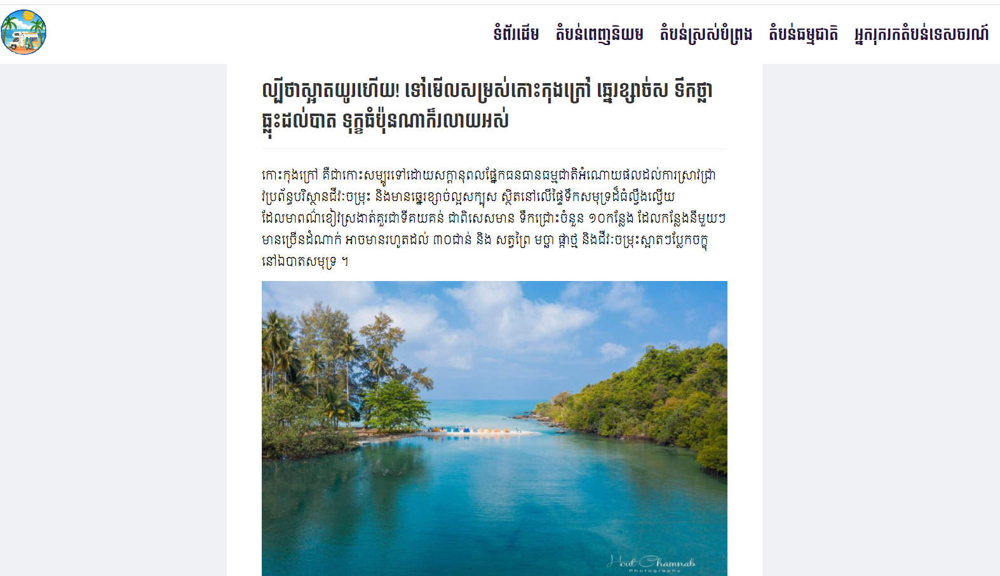 ទំព័រដើម តំបន់ពេញនិយម តំបន់ស្រស់បំព្រង តំបន់ធម្មជាតិ អ្នករុករកតំបន់ទេសចរណ៍
ល្បីថាស្អាតយូរហើយ! ទៅមើលសម្រស់កោះកុងក្រៅ ឆ្នេរខ្សាច់ស ទឹកថ្លា
ធ្លុះដល់បាត ទុក្ខធំប៉ុនណាក៏រលាយអស់
កោះកុងក្រៅ គឺជាកោះសម្បូរទៅដោយសក្តានុពលផ្នែកធនធានធម្មជាតិអំណោយផលដល់ការស្រាវជ្រា
វប្រព័ន្ធបរិស្ថានជីវៈចម្រុះ និងមានឆ្នេរខ្សាច់ល្អសក្បុស ស្ថិតនៅលើផ្ទៃទឹកសមុទ្រដ៏ធំល្វឹងល្វើយ
ដែលមាពណ៌ខៀវស្រងាត់គួរជាទីគយគន់ ជាពិសេសមាន ទឹកជ្រោះចំនួន ១០កន្លែង ដែលកន្លែងនីមួយៗ
មានច្រើនដំណាក់ អាចមានរហូតដល់ ៣០ជាន់ និង សត្វព្រៃ មច្ឆា ផ្កាថ្ម និងជីវៈចម្រុះស្អាតៗប្លែកចក្ខុ
នៅឯបាតសមុទ្រ ។
Hout Chamnab
Photography